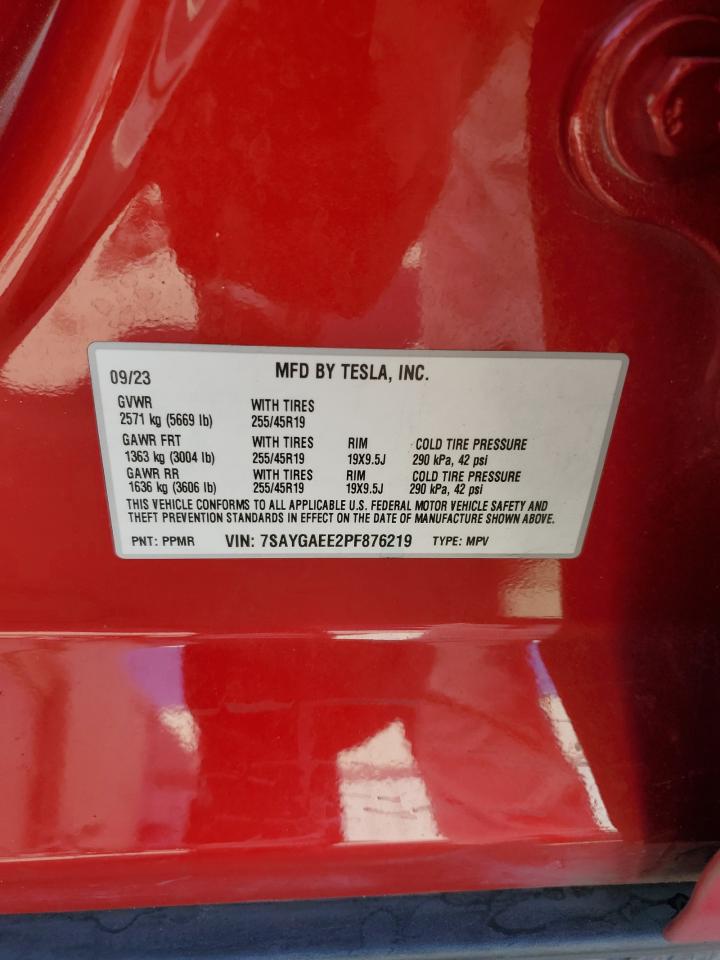 MFD BY TESLA, INC.
09/23
GVWR WITH TIRES
2571 kg (5669 lb) 255/45R19
GAWR FRT WITH TIRES RIM COLD TIRE PRESSURE
1363 kg (3004 lb) 255/45R19 19X9.5J 290 kPa, 42 psi
GAWR RR WITH TIRES RIM COLD TIRE PRESSURE
1636 kg (3606 lb) 255/45R19 19X9.5J 290 kPa, 42 psi
THIS VEHICLE CONFORMS TO ALL APPLICABLE U.S. FEDERAL MOTOR VEHICLE SAFETY AND
THEFT PREVENTION STANDARDS IN EFFECT ON THE DATE OF MANUFACTURE SHOWN ABOVE.
PNT: PPMR VIN: 7SAYGAEE2PF876219 TYPE: MPV